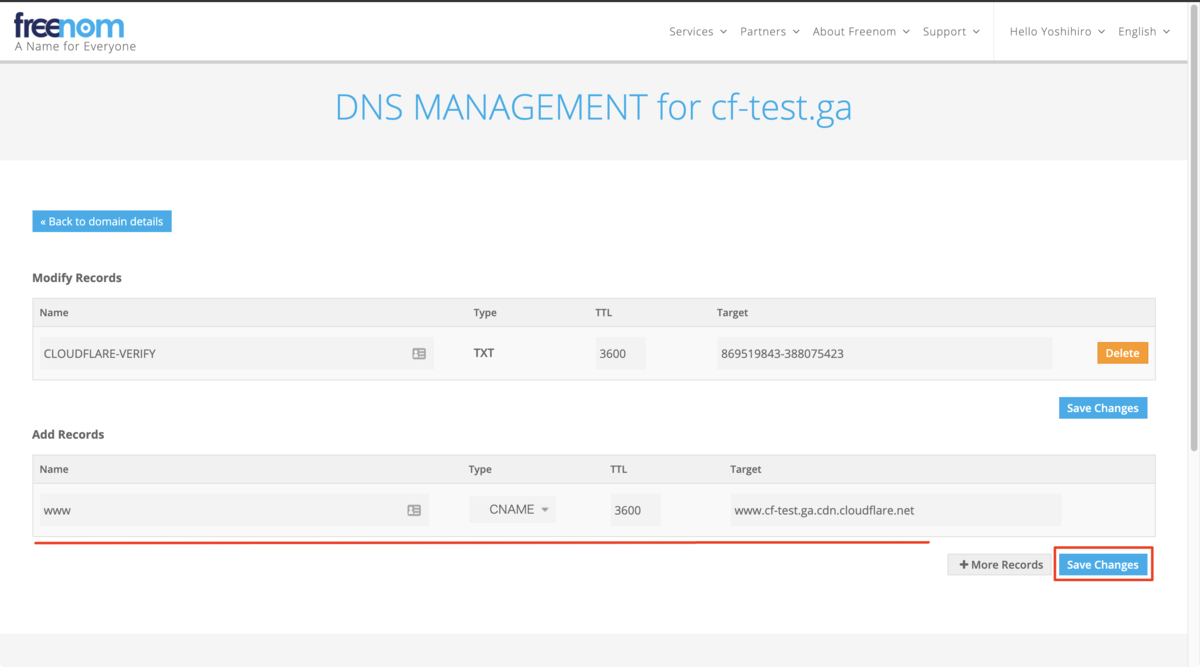 freenom
A Name for Everyone
Services Partners About Freenom Support Hello Yoshihiro English
DNS MANAGEMENT for cf-test.ga
« Back to domain details
Modify Records
Name Type TTL Target
CLOUDFLARE-VERIFY TXT 3600 869519843-388075423 Delete
Save Changes
Add Records
Name Type TTL Target
www CNAME 3600 www.cf-test.ga.cdn.cloudflare.net
+ More Records Save Changes